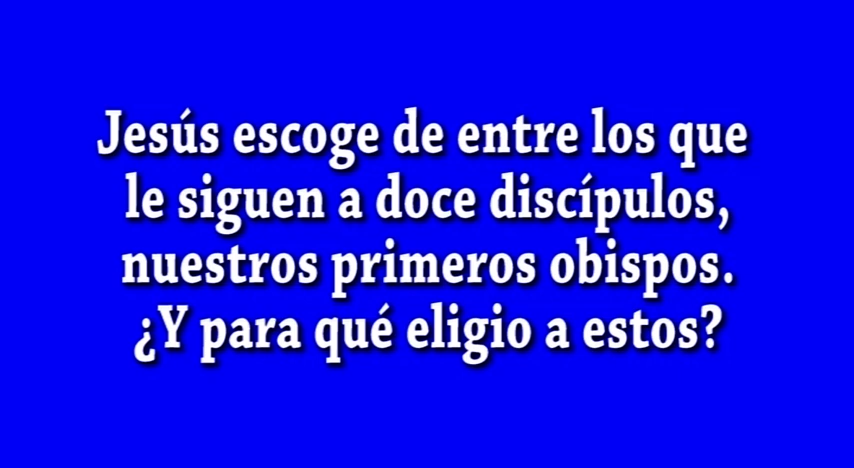 Jesús escoge de entre los que
le siguen a doce discípulos,
nuestros primeros obispos.
¿Y para qué eligio a estos?